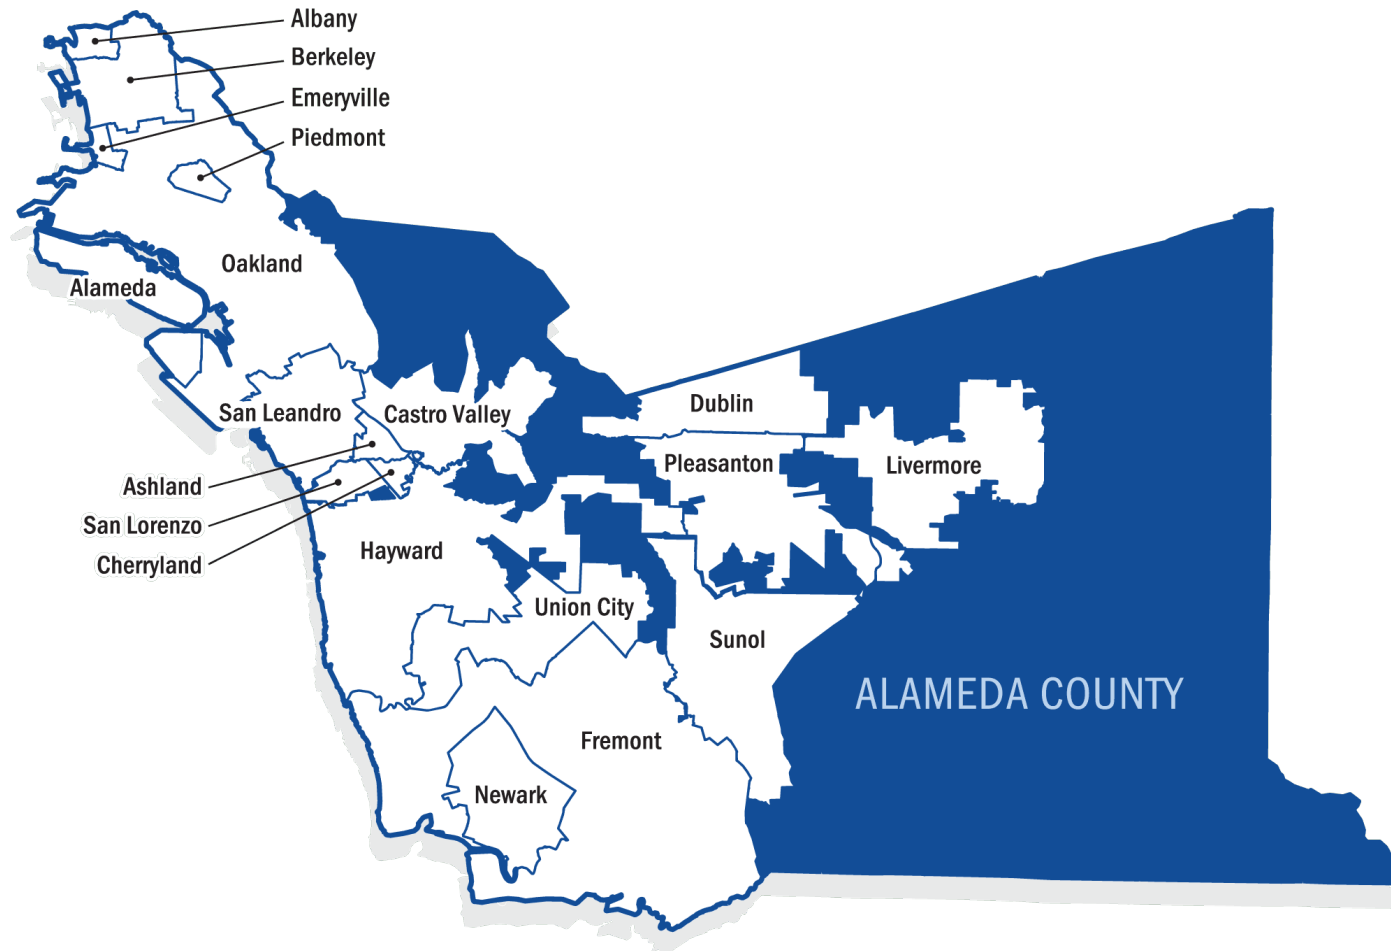 Albany
Berkeley
Emeryville
Piedmont
Oakland
Alameda
Dublin
San Leandro
Castro Valley
Pleasanton
Livermore
Ashland
San Lorenzo
Hayward
Cherryland
Union City
Sunol
ALAMEDA COUNTY
Fremont
Newark